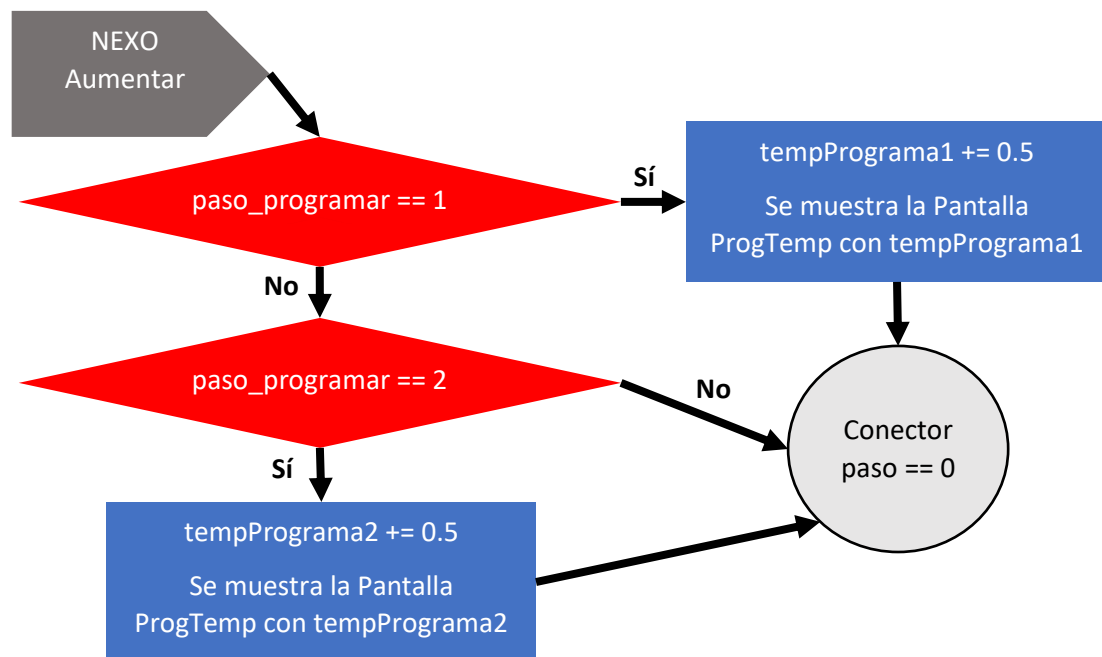 NEXO
Aumentar
paso_programar == 1
Sí
tempPrograma1 += 0.5
Se muestra la Pantalla
ProgTemp con tempPrograma1
No
paso_programar == 2
No
Conector
paso == 0
Sí
tempPrograma2 += 0.5
Se muestra la Pantalla
ProgTemp con tempPrograma2